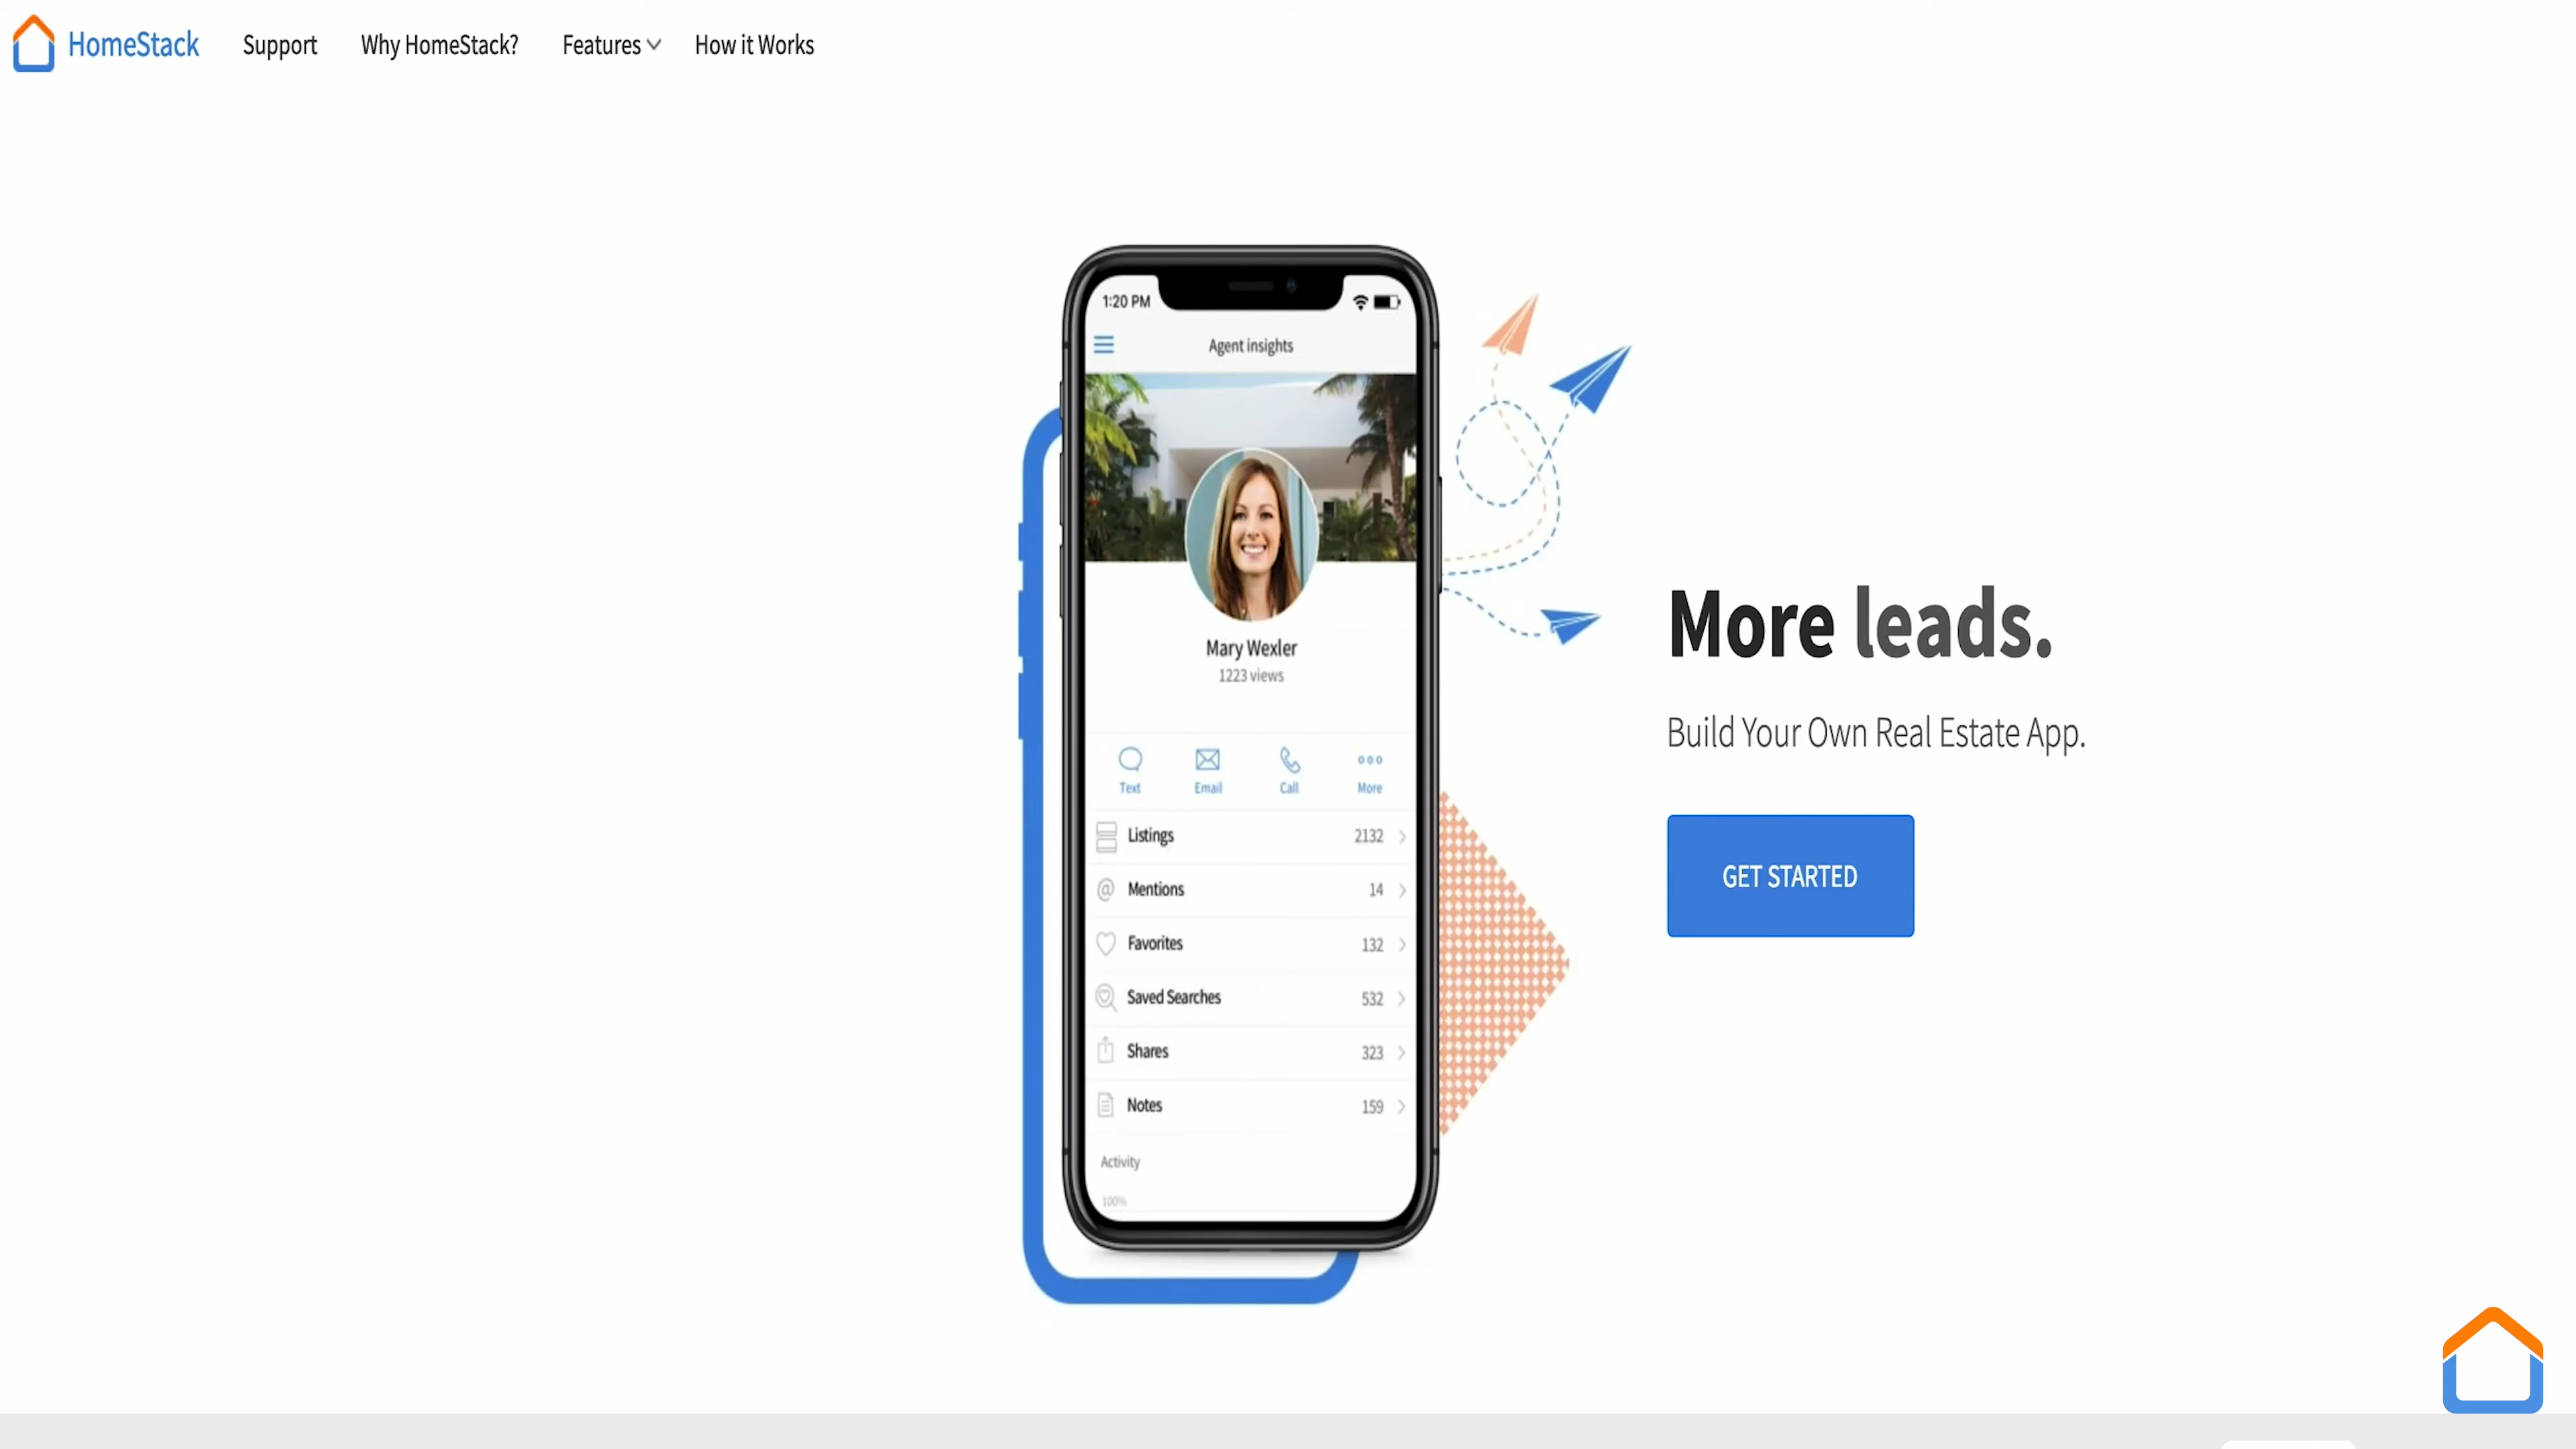 HomeStack Support Why HomeStack? Features How it Works
1:20 PM
Agent insights
Mary Wexler
1223 views
Text Email Call More
Listings 2132
Mentions 14
Favorites 132
Saved Searches 532
Shares 323
Notes 159
Activity
100%
More leads.
Build Your Own Real Estate App.
GET STARTED